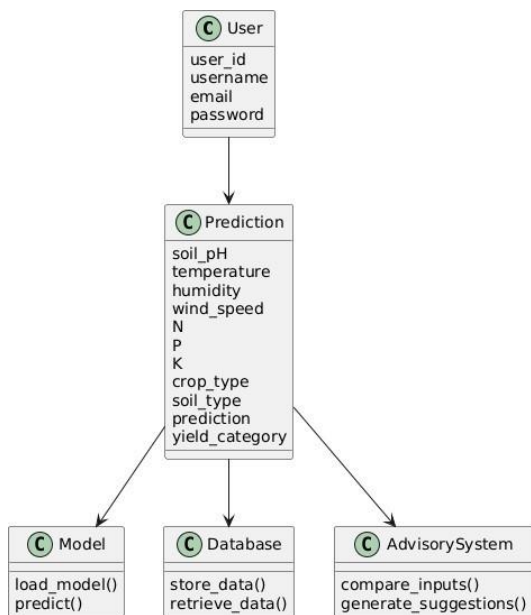 C User
user_id
username
email
password
C Prediction
soil_pH
temperature
humidity
wind_speed
N
P
K
crop_type
soil_type
prediction
yield_category
C Model
load_model()
predict()
C Database
store_data()
retrieve_data()
C AdvisorySystem
compare_inputs()
generate_suggestions()